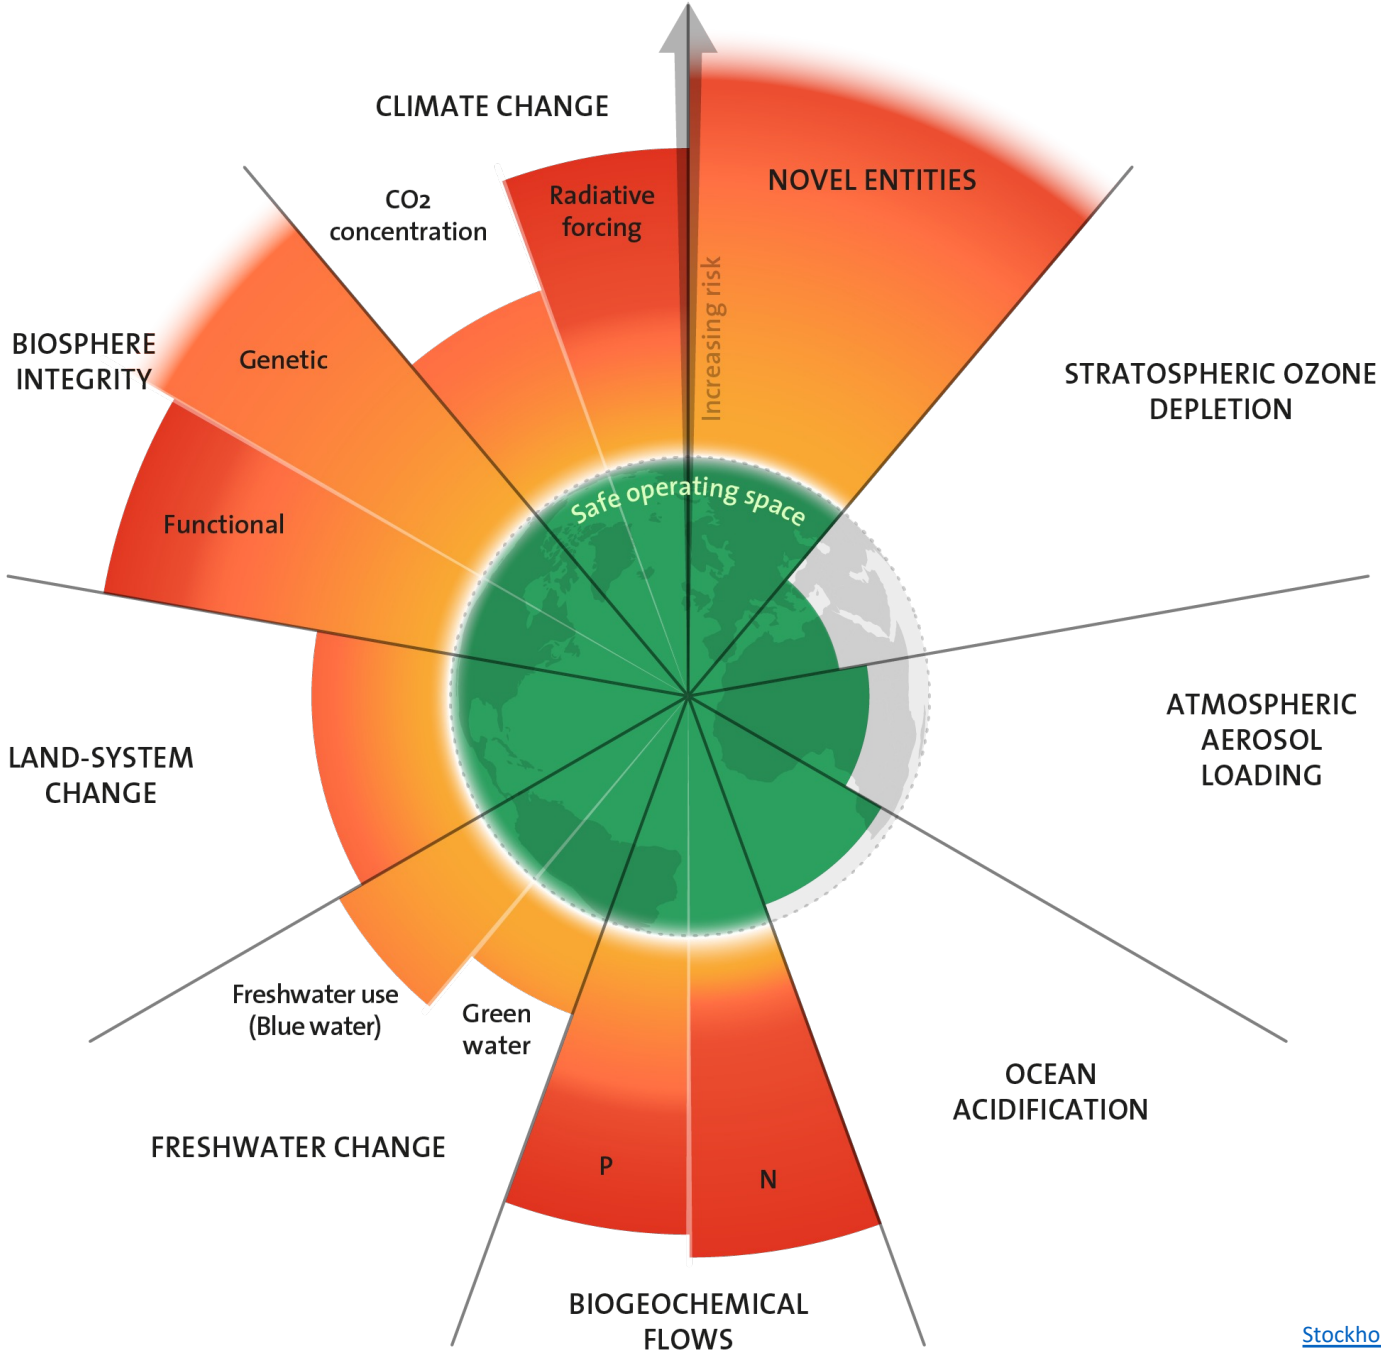 CLIMATE CHANGE
CO2
concentration
Radiative
forcing
NOVEL ENTITIES
Increasing risk
BIOSPHERE
INTEGRITY
Genetic
Functional
STRATOSPHERIC OZONE
DEPLETION
Safe operating space
ATMOSPHERIC
AEROSOL
LOADING
LAND-SYSTEM
CHANGE
Freshwater use
(Blue water)
Green
water
FRESHWATER CHANGE
OCEAN
ACIDIFICATION
P
N
BIOGEOCHEMICAL
FLOWS
Stockho